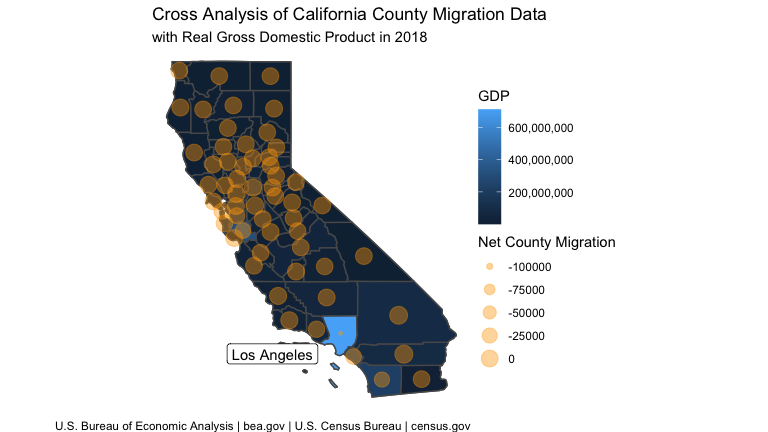 Cross Analysis of California County Migration Data
with Real Gross Domestic Product in 2018
GDP
600,000,000
400,000,000
200,000,000
Net County Migration
-100000
-75000
-50000
-25000
0
Los Angeles
U.S. Bureau of Economic Analysis | bea.gov | U.S. Census Bureau | census.gov